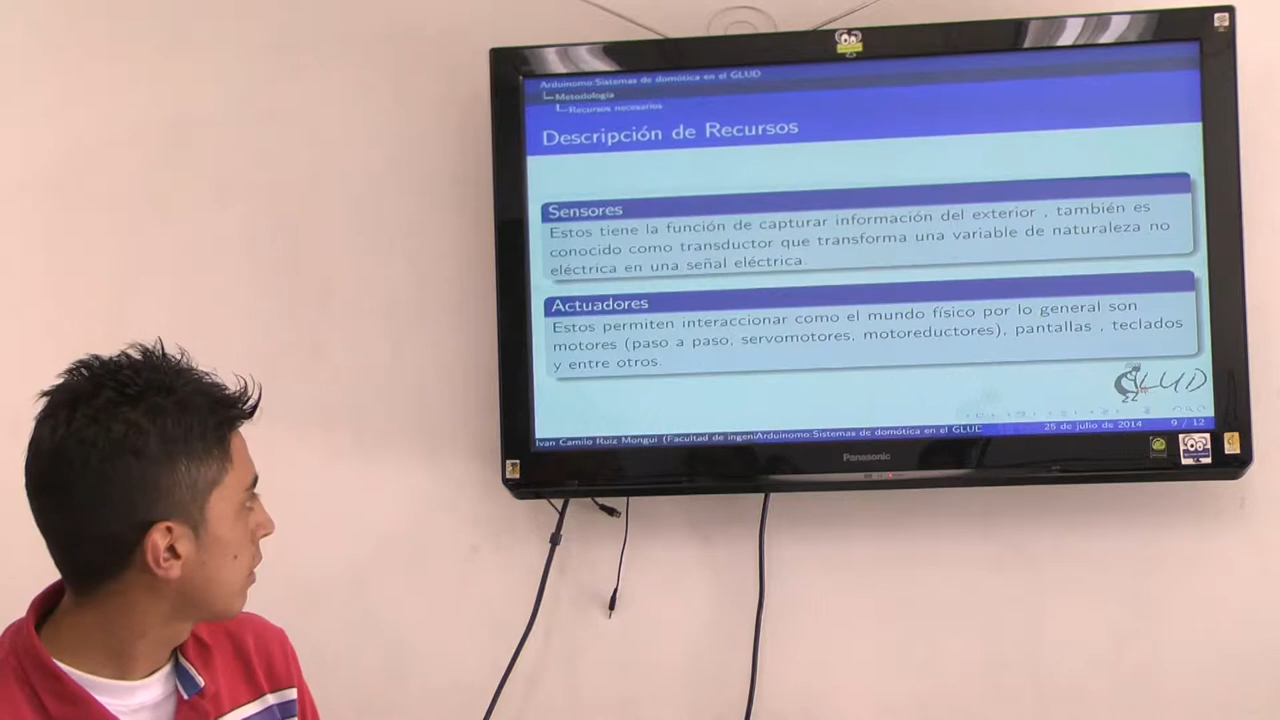 Arduinomo:Sistemas de domótica en el GLUD
Metodología
Recursos necesarios
Descripción de Recursos
Sensores
Estos tiene la función de capturar información del exterior , también es
conocido como transductor que transforma una variable de naturaleza no
eléctrica en una señal eléctrica.
Actuadores
Estos permiten interaccionar como el mundo físico por lo general son
motores (paso a paso, servomotores, motoreductores), pantallas , teclados
y entre otros.
GLUD
Ivan Camilo Ruiz Mongui (Facultad de ingeniArduinomo:Sistemas de domótica en el GLUD 25 de julio de 2014 9 / 12
Panasonic